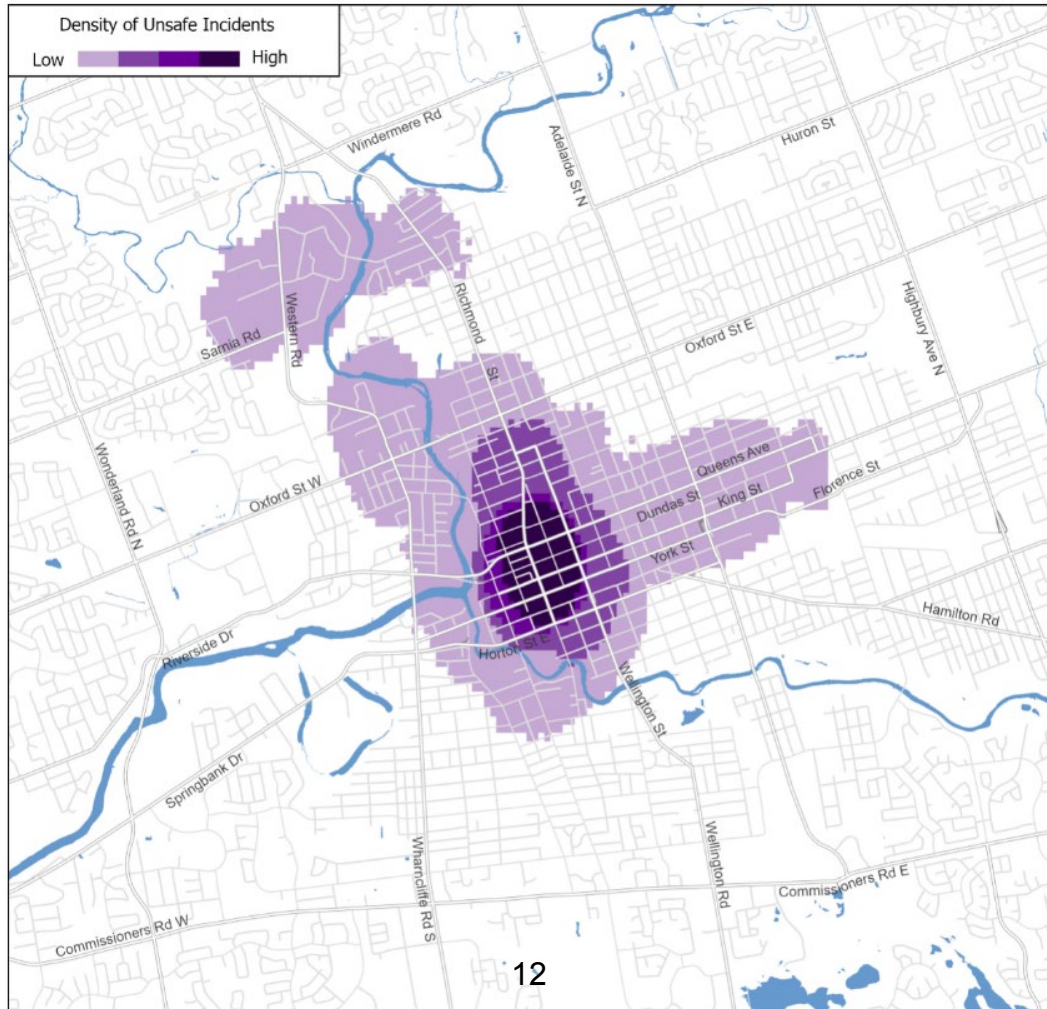 Density of Unsafe Incidents
Low High
Windermere Rd
Adelaide St N
Huron St
Sarnia Rd
Western Rd
Richmond St
Oxford St E
Highbury Ave N
Wonderland Rd N
Oxford St W
Queens Ave
Dundas St
King St
Florence St
York St
Hamilton Rd
Riverside Dr
Horton St E
Wellington St
Springbank Dr
Wharncliffe Rd S
Wellington Rd
Commissioners Rd E
Commissioners Rd W
12